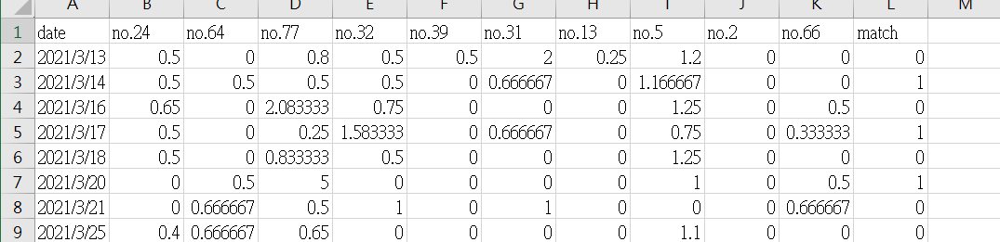 A B C D E F G H I J K L M
1 date no.24 no.64 no.77 no.32 no.39 no.31 no.13 no.5 no.2 no.66 match
2 2021/3/13 0.5 0 0.8 0.5 0.5 2 0.25 1.2 0 0 0
3 2021/3/14 0.5 0.5 0.5 0.5 0 0.666667 0 1.166667 0 0 1
4 2021/3/16 0.65 0 2.083333 0.75 0 0 0 1.25 0 0.5 0
5 2021/3/17 0.5 0 0.25 1.583333 0 0.666667 0 0.75 0 0.333333 1
6 2021/3/18 0.5 0 0.833333 0.5 0 0 0 1.25 0 0 0
7 2021/3/20 0 0.5 5 0 0 0 0 1 0 0.5 1
8 2021/3/21 0 0.666667 0.5 1 0 1 0 0 0 0.666667 0
9 2021/3/25 0.4 0.666667 0.65 0 0 0 0 1.1 0 0 0